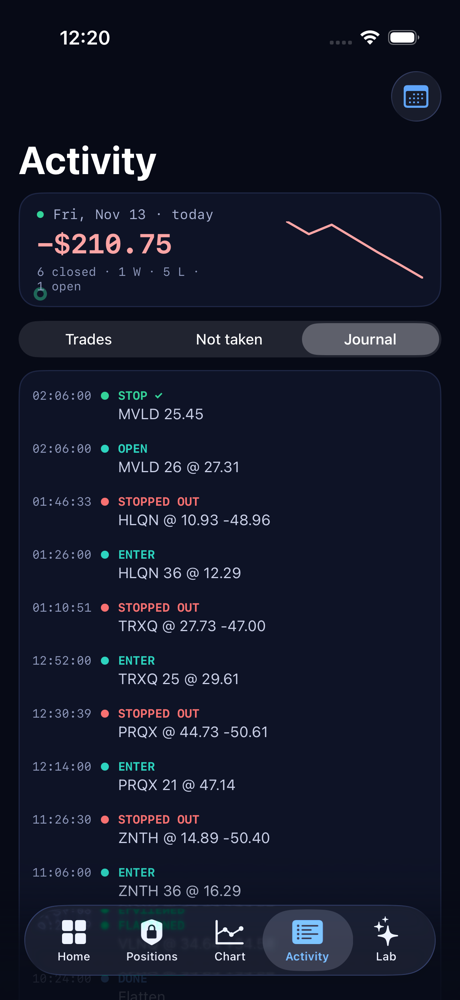 12:20
Activity
Fri, Nov 13 · today
−$210.75
6 closed · 1 W · 5 L ·
1 open
Trades
Not taken
Journal
02:06:00 STOP ✓
MVLD 25.45
02:06:00 OPEN
MVLD 26 @ 27.31
01:46:33 STOPPED OUT
HLQN @ 10.93 -48.96
01:26:00 ENTER
HLQN 36 @ 12.29
01:10:51 STOPPED OUT
TRXQ @ 27.73 -47.00
12:52:00 ENTER
TRXQ 25 @ 29.61
12:30:39 STOPPED OUT
PRQX @ 44.73 -50.61
12:14:00 ENTER
PRQX 21 @ 47.14
11:26:30 STOPPED OUT
ZNTH @ 14.89 -50.40
11:06:00 ENTER
ZNTH 36 @ 16.29
Home
Positions
Chart
Activity
Lab
10:24:00 DONE
Flatten